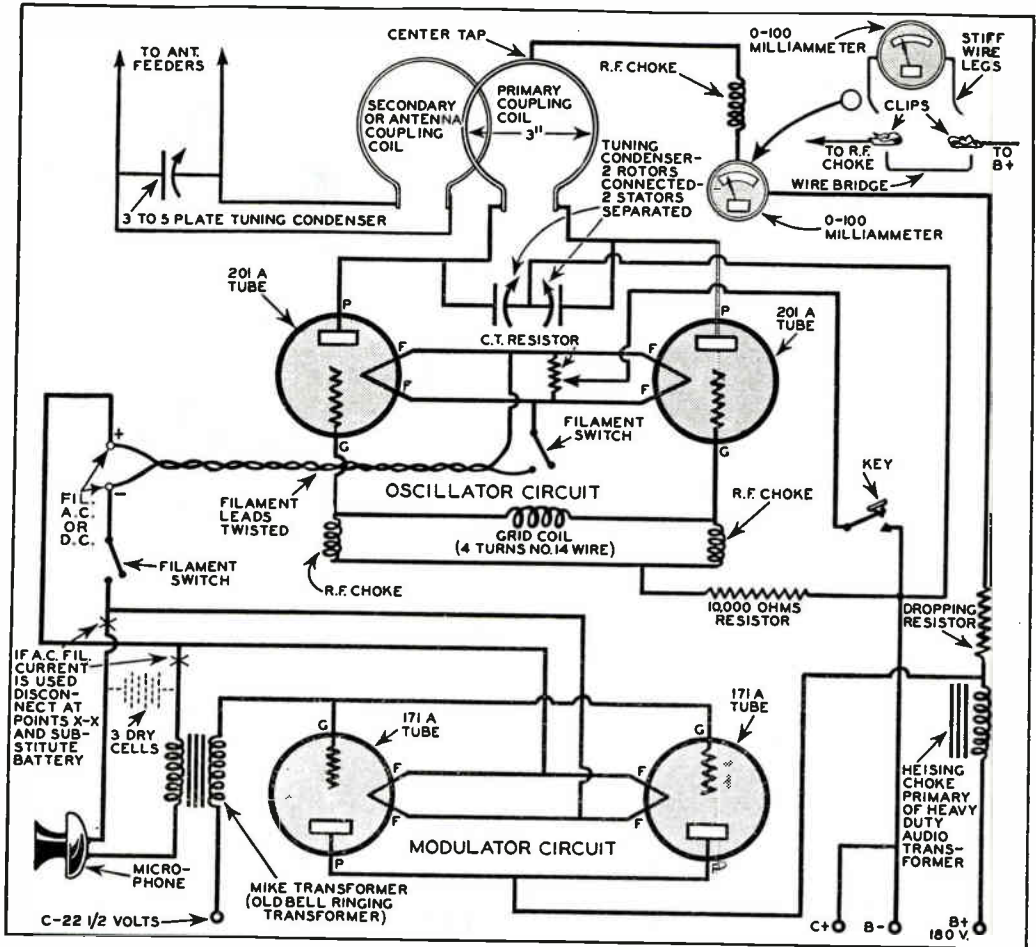 TO ANT.
FEEDERS
CENTER TAP
0-100
MILLIAMMETER
STIFF
WIRE
LEGS
R.F. CHOKE
SECONDARY
OR ANTENNA
COUPLING
COIL
PRIMARY
COUPLING
COIL
3"
CLIPS
TO R.F.
CHOKE
TO
B+
WIRE BRIDGE
TUNING
CONDENSER-
2 ROTORS
CONNECTED-
2 STATORS
SEPARATED
3 TO 5 PLATE TUNING CONDENSER
0-100
MILLIAMMETER
201 A
TUBE
P
P
201 A
TUBE
C.T. RESISTOR
F
F
F
F
G
G
FILAMENT
SWITCH
+
-
FIL.
A.C.
OR
D.C.
FILAMENT
LEADS
TWISTED
OSCILLATOR CIRCUIT
KEY
R.F. CHOKE
GRID COIL
(4 TURNS NO. 14 WIRE)
FILAMENT
SWITCH
R.F. CHOKE
10,000 OHMS
RESISTOR
DROPPING
RESISTOR
IF A.C. FIL.
CURRENT
IS USED
DISCON-
NECT AT
POINTS X-X
AND SUB-
STITUTE
BATTERY
3 DRY
CELLS
171 A
TUBE
171 A
TUBE
G
G
F
F
F
F
P
P
HEISING
CHOKE
PRIMARY
OF HEAVY
DUTY
AUDIO
TRANS-
FORMER
MODULATOR CIRCUIT
MICRO-
PHONE
MIKE TRANSFORMER
(OLD BELL RINGING
TRANSFORMER)
C-22 1/2 VOLTS
C+
B-
B+
180 V.